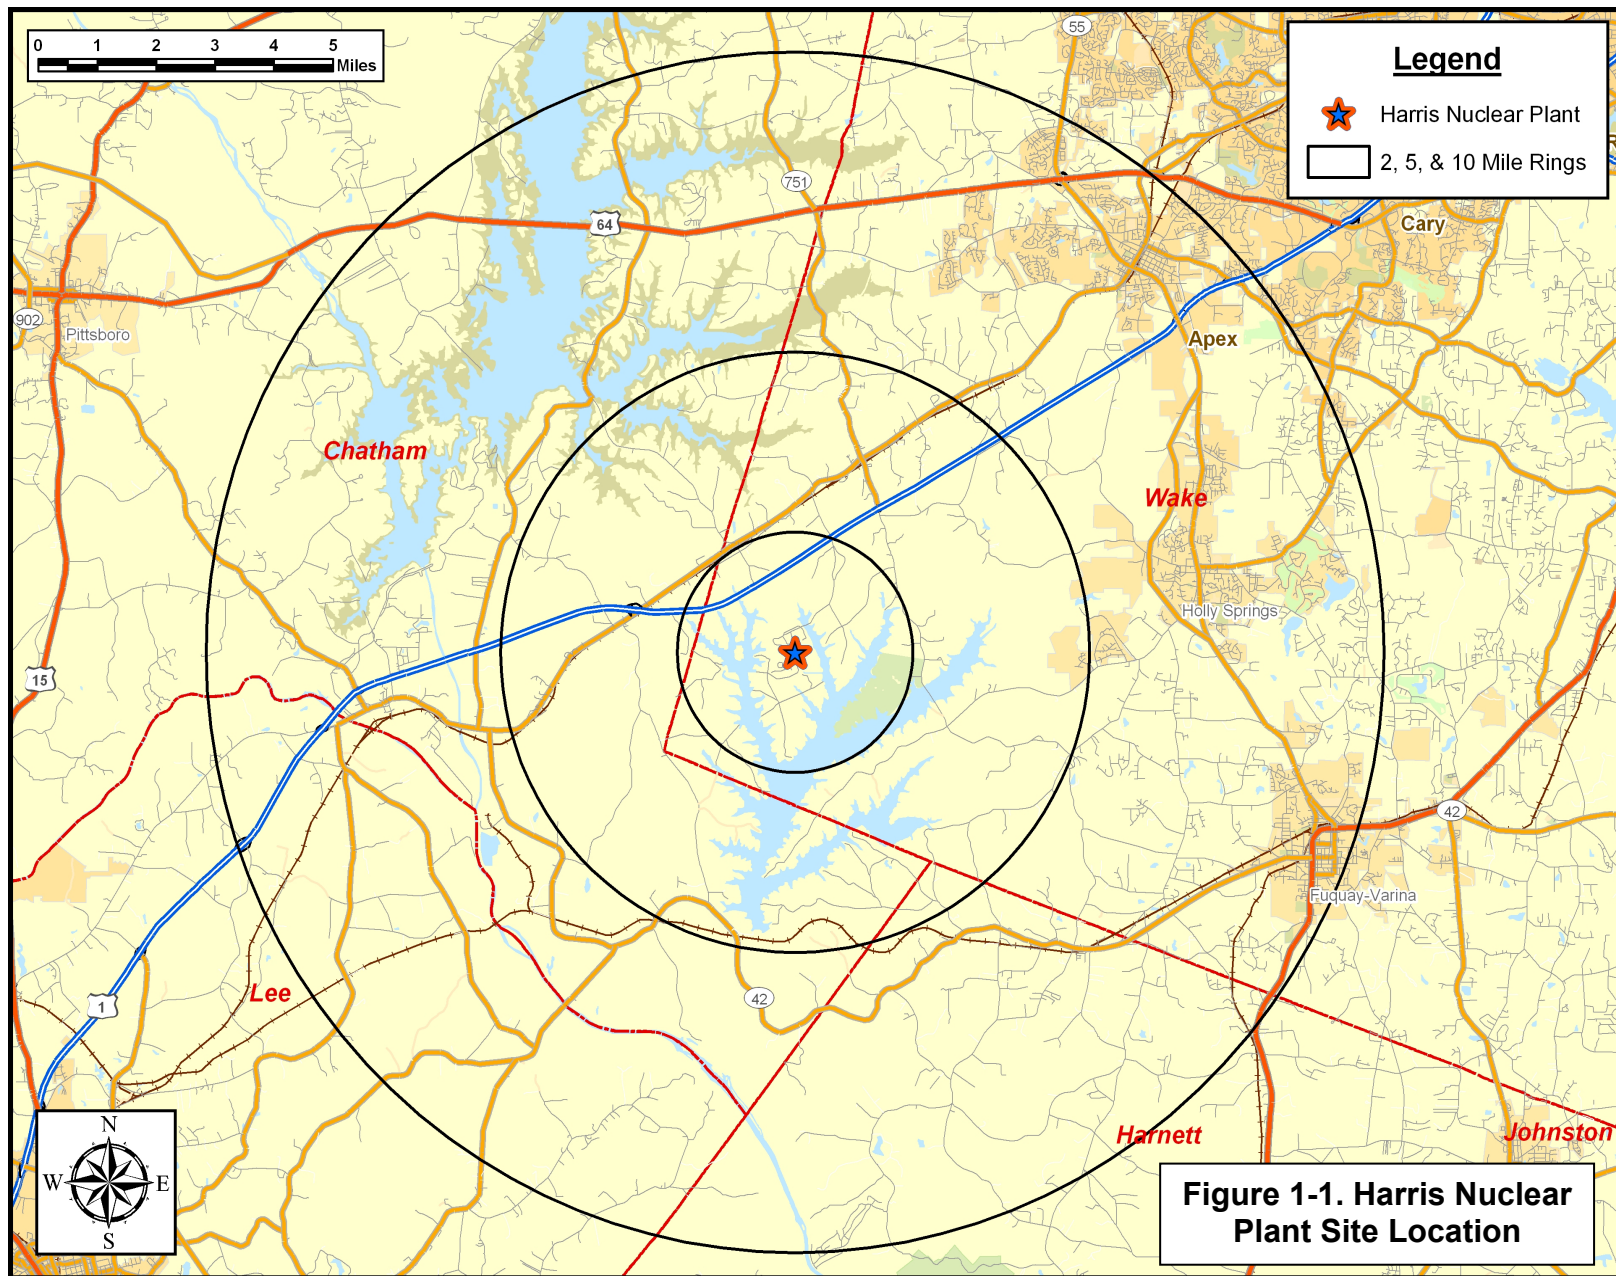 0 1 2 3 4 5
Miles
55
Legend
Harris Nuclear Plant
2, 5, & 10 Mile Rings
751
64
Cary
902
Pittsboro
Apex
Chatham
Wake
Holly Springs
15
42
Fuquay-Varina
Lee
1
42
N
W E
S
Harnett
Johnston
Figure 1-1. Harris Nuclear
Plant Site Location